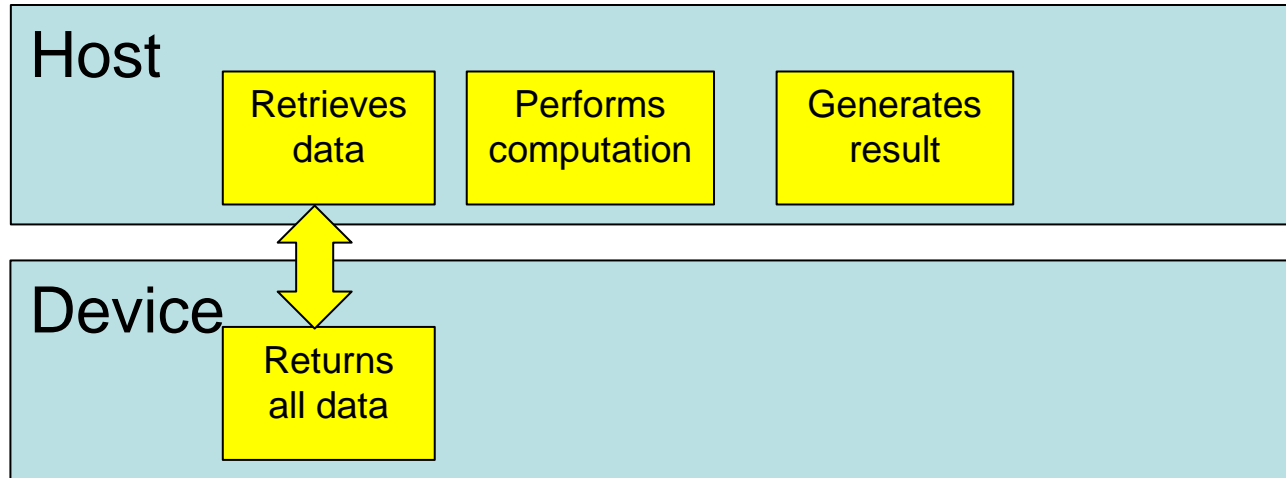 Host
Retrieves
data
Performs
computation
Generates
result
Device
Returns
all data